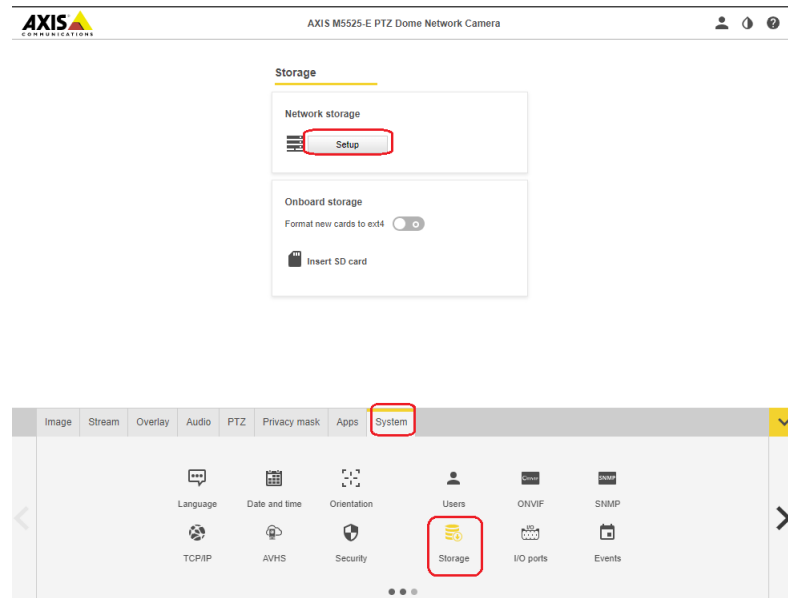 AXIS
COMMUNICATIONS
AXIS M5525-E PTZ Dome Network Camera
Storage
Network storage
Setup
Onboard storage
Format new cards to ext4
Insert SD card
Image Stream Overlay Audio PTZ Privacy mask Apps System
Language Date and time Orientation Users ONVIF SNMP
TCP/IP AVHS Security Storage I/O ports Events